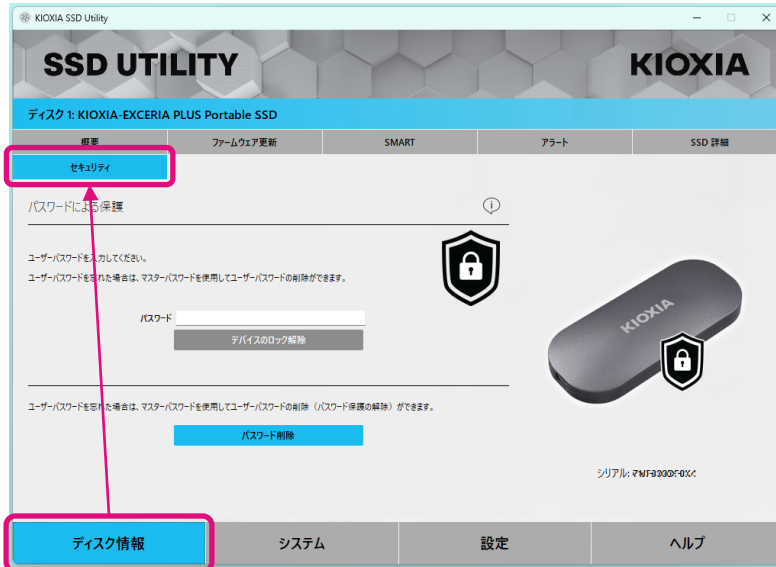 KIOXIA SSD Utility
SSD UTILITY
KIOXIA
ディスク 1: KIOXIA-EXCERIA PLUS Portable SSD
概要 ファームウェア更新 SMART アラート SSD 詳細
セキュリティ
パスワードによる保護
ユーザーパスワードを入力してください。
ユーザーパスワードを忘れた場合は、マスターパスワードを使用してユーザーパスワードの削除ができます。
パスワード
デバイスのロック解除
KIOXIA
ユーザーパスワードを忘れた場合は、マスターパスワードを使用してユーザーパスワードの削除（パスワード保護の解除）ができます。
パスワード削除
シリアル:
ディスク情報 システム 設定 ヘルプ